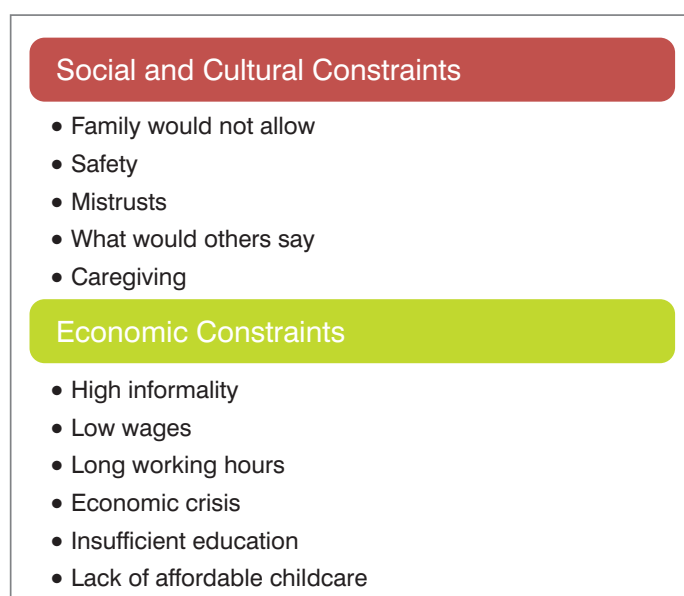 Social and Cultural Constraints
• Family would not allow
• Safety
• Mistrusts
• What would others say
• Caregiving
Economic Constraints
• High informality
• Low wages
• Long working hours
• Economic crisis
• Insufficient education
• Lack of affordable childcare